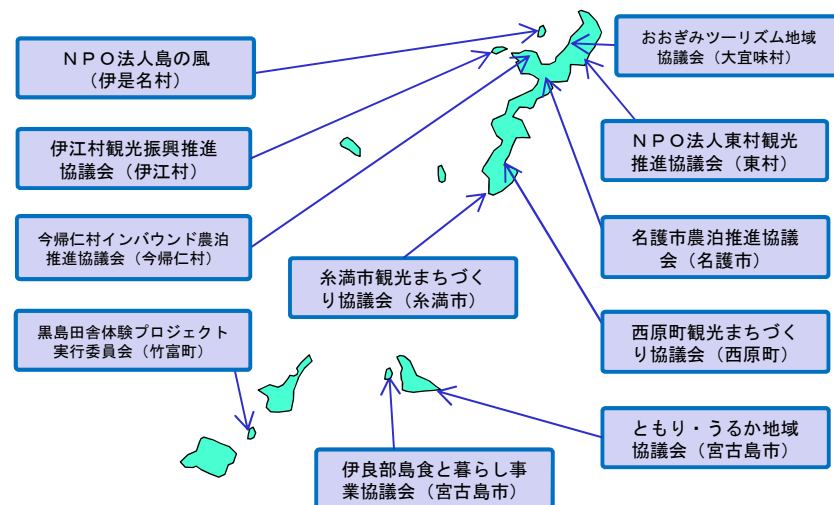 ＮＰＯ法人島の風
（伊是名村）
おおぎみツーリズム地域
協議会（大宜味村）
伊江村観光振興推進
協議会（伊江村）
ＮＰＯ法人東村観光
推進協議会（東村）
今帰仁村インバウンド農泊
推進協議会（今帰仁村）
名護市農泊推進協議
会（名護市）
糸満市観光まちづく
り協議会（糸満市）
黒島田舎体験プロジェクト
実行委員会（竹富町）
西原町観光まちづく
り協議会（西原町）
ともり・うるか地域
協議会（宮古島市）
伊良部島食と暮らし事
業協議会（宮古島市）